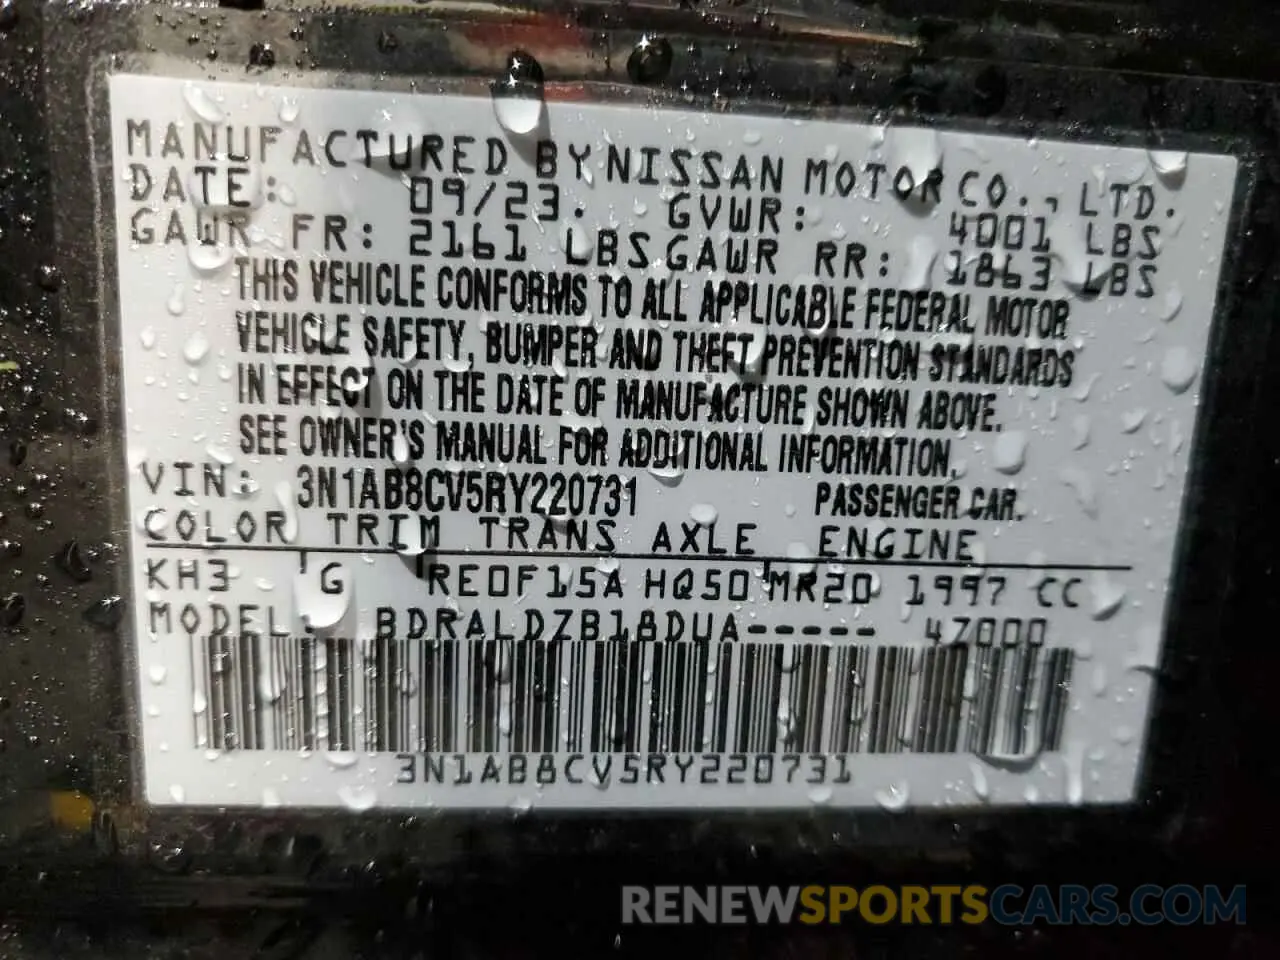 MANUFACTURED BY NISSAN MOTOR CO., LTD.
DATE: 09/23. GVWR: 4001 LBS
GAWR FR: 2161 LBS GAWR RR: 1863 LBS
THIS VEHICLE CONFORMS TO ALL APPLICABLE FEDERAL MOTOR
VEHICLE SAFETY, BUMPER AND THEFT PREVENTION STANDARDS
IN EFFECT ON THE DATE OF MANUFACTURE SHOWN ABOVE.
SEE OWNER'S MANUAL FOR ADDITIONAL INFORMATION.
VIN: 3N1AB8CV5RY220731 PASSENGER CAR.
COLOR TRIM TRANS AXLE ENGINE
KH3 G RE0F15A HQ50 MR20 1997 CC
MODEL: BDRALDZB18DUA----- 47000
3N1AB8CV5RY220731
RENEWSPORTSCARS.COM